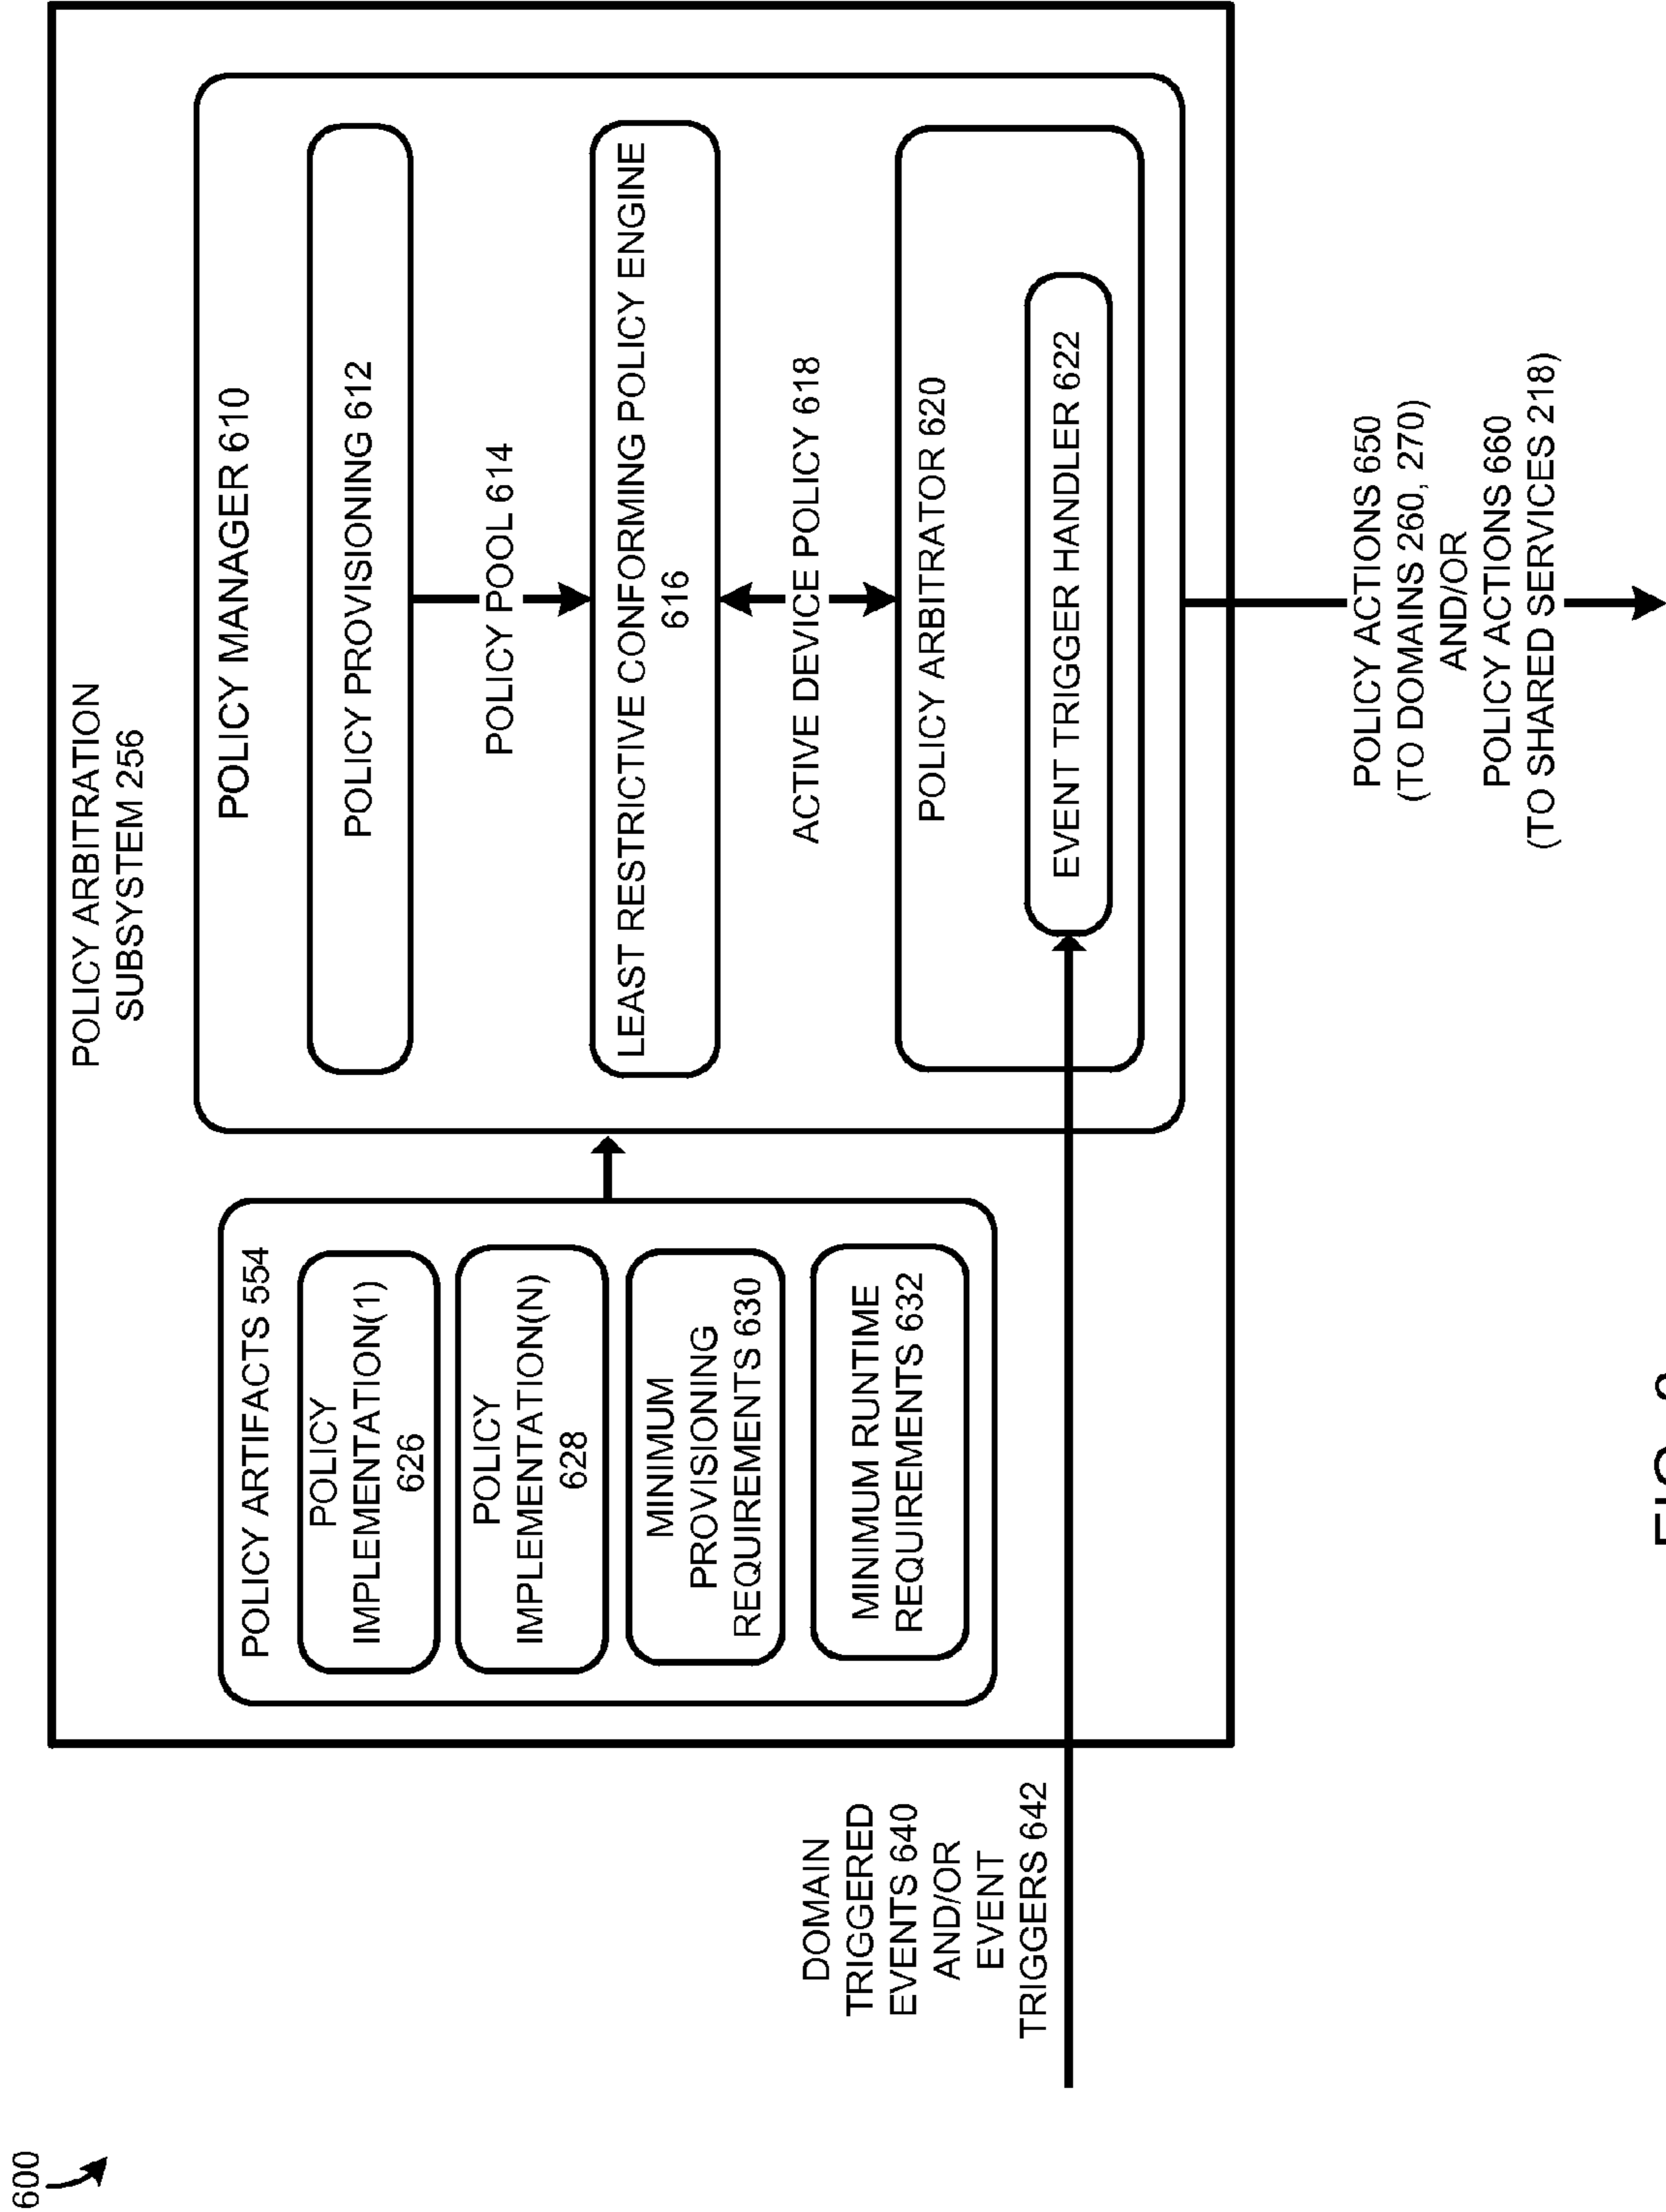 600
POLICY ARBITRATION
SUBSYSTEM 256
POLICY ARTIFACTS 554
POLICY
IMPLEMENTATION(1)
626
POLICY
IMPLEMENTATION(N)
628
MINIMUM
PROVISIONING
REQUIREMENTS 630
MINIMUM RUNTIME
REQUIREMENTS 632
POLICY MANAGER 610
POLICY PROVISIONING 612
POLICY POOL 614
LEAST RESTRICTIVE CONFORMING POLICY ENGINE
616
ACTIVE DEVICE POLICY 618
POLICY ARBITRATOR 620
EVENT TRIGGER HANDLER 622
DOMAIN
TRIGGERED
EVENTS 640
AND/OR
EVENT
TRIGGERS 642
POLICY ACTIONS 650
(TO DOMAINS 260, 270)
AND/OR
POLICY ACTIONS 660
(TO SHARED SERVICES 218)